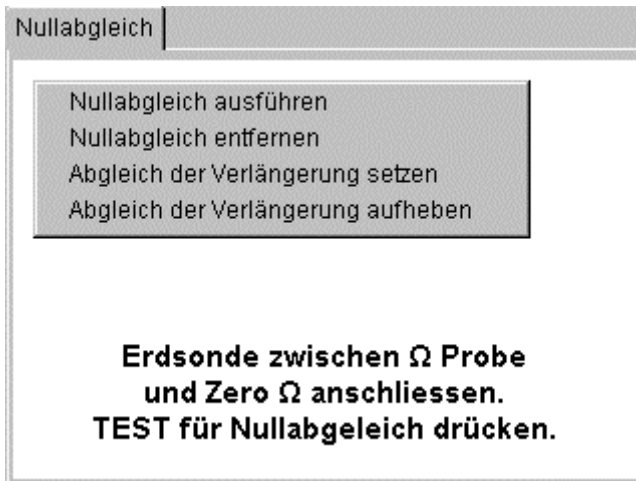 Nullabgleich
Nullabgleich ausführen
Nullabgleich entfernen
Abgleich der Verlängerung setzen
Abgleich der Verlängerung aufheben
Erdsonde zwischen Ω Probe
und Zero Ω anschliessen.
TEST für Nullabgeleich drücken.